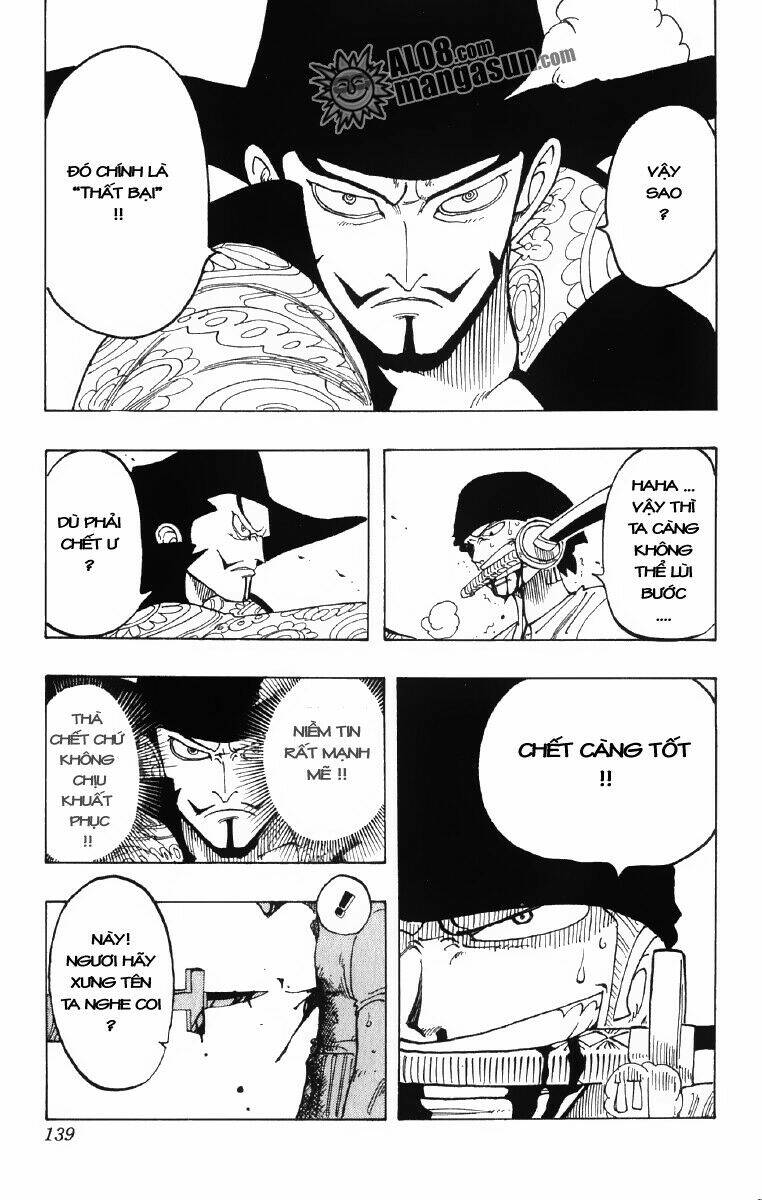 AL08.com
mangasun.com
VẬY
SAO
?
ĐÓ CHÍNH LÀ
“THẤT BẠI”
!!
HAHA ...
VẬY THÌ
TA CÀNG
KHÔNG
THỂ LÙI
BƯỚC
....
DÙ PHẢI
CHẾT Ư
?
CHẾT CÀNG TỐT
!!
NIỀM TIN
RẤT MẠNH
MẼ !!
THÀ
CHẾT CHỨ
KHÔNG
CHỊU
KHUẤT
PHỤC
!!
!
NÀY!
NGƯƠI HÃY
XƯNG TÊN
TA NGHE COI
?
139